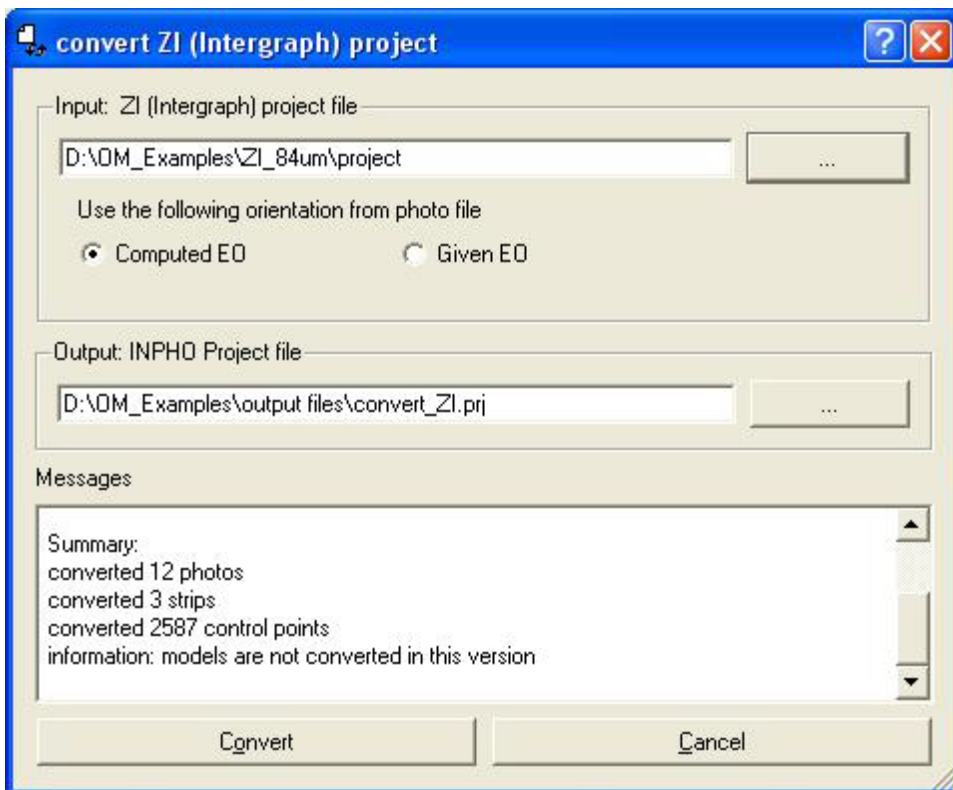 convert ZI (Intergraph) project
Input: ZI (Intergraph) project file
D:\OM_Examples\ZI_84um\project
...
Use the following orientation from photo file
Computed EO
Given EO
Output: INPHO Project file
D:\OM_Examples\output files\convert_ZI.prj
...
Messages
Summary:
converted 12 photos
converted 3 strips
converted 2587 control points
information: models are not converted in this version
Convert
Cancel